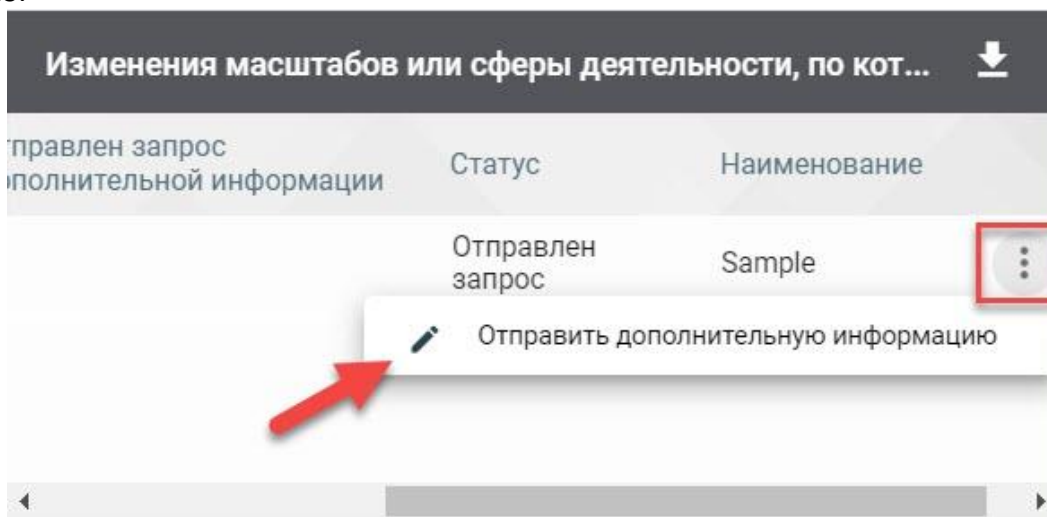 Изменения масштабов или сферы деятельности, по кот...
тправлен запрос
ополнительной информации
Статус
Наименование
Отправлен
запрос
Sample
Отправить дополнительную информацию